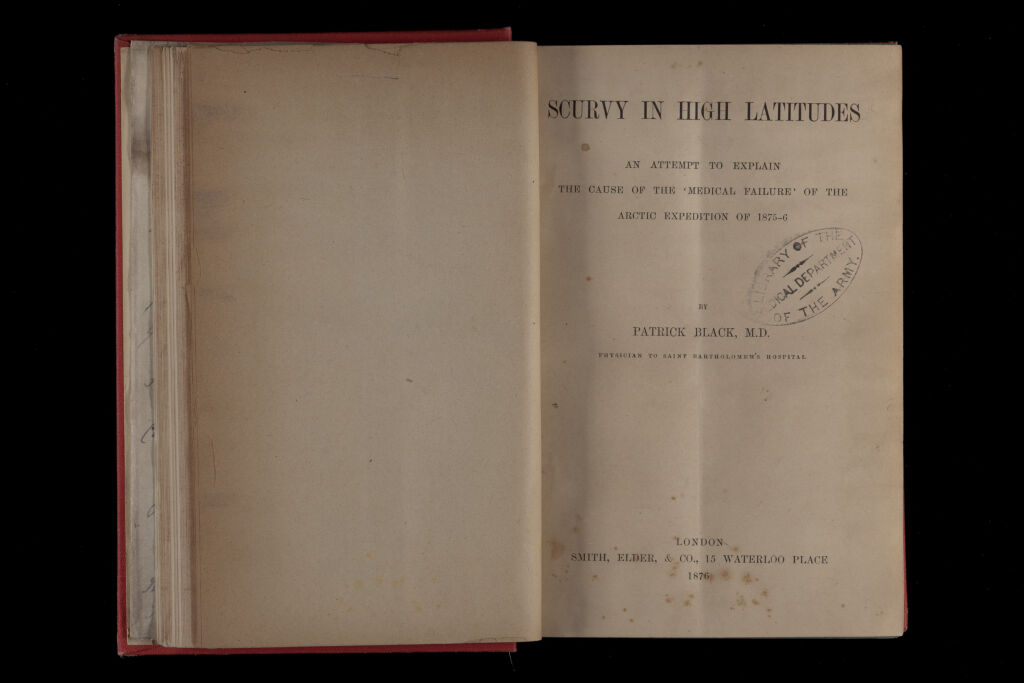 SCURVY IN HIGH LATITUDES
AN ATTEMPT TO EXPLAIN
THE CAUSE OF THE ‘MEDICAL FAILURE’ OF THE
ARCTIC EXPEDITION OF 1875–6
LIBRARY OF THE
MEDICAL DEPARTMENT
OF THE ARMY.
BY
PATRICK BLACK, M.D.
PHYSICIAN TO SAINT BARTHOLOMEW'S HOSPITAL
LONDON
SMITH, ELDER, & CO., 15 WATERLOO PLACE
1876